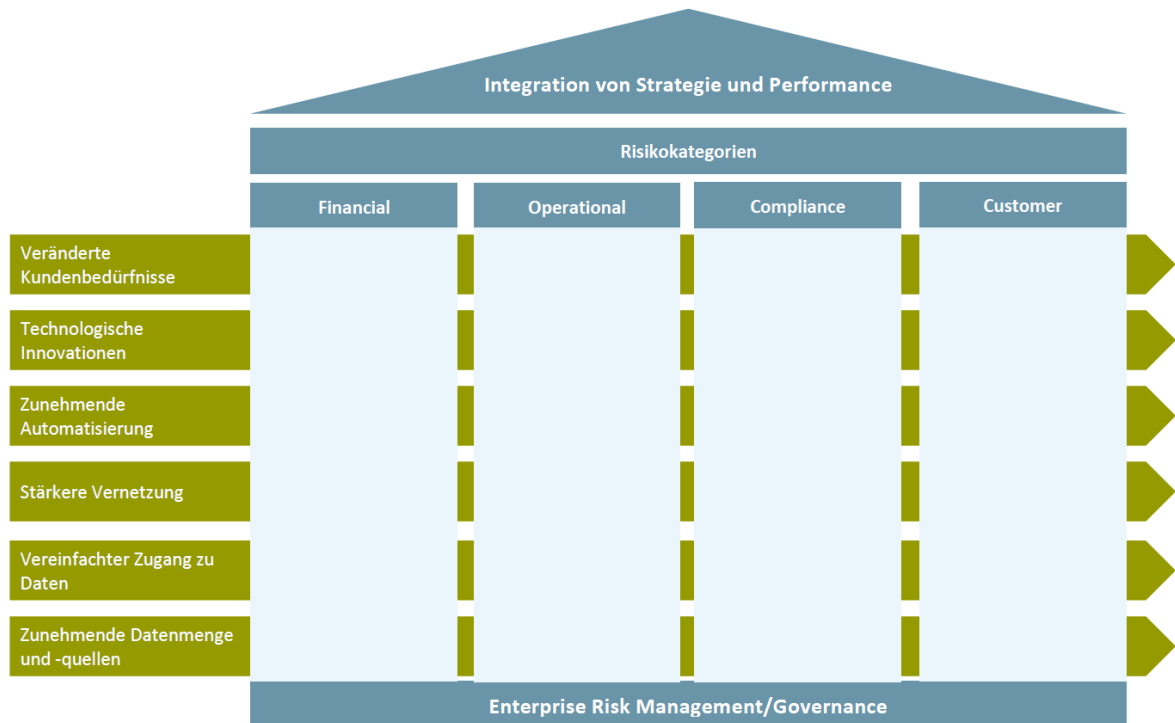 Integration von Strategie und Performance
Risikokategorien
Financial
Operational
Compliance
Customer
Veränderte
Kundenbedürfnisse
Technologische
Innovationen
Zunehmende
Automatisierung
Stärkere Vernetzung
Vereinfachter Zugang zu
Daten
Zunehmende Datenmenge
und -quellen
Enterprise Risk Management/Governance